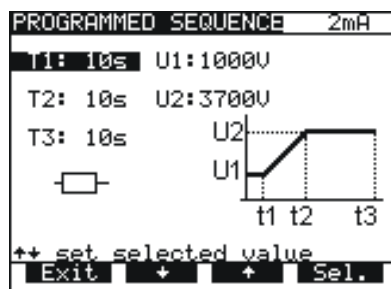 PROGRAMMED SEQUENCE 2mA
T1: 10s U1:1000V
T2: 10s U2:3700V
T3: 10s
U2
U1
t1 t2 t3
↑↓ set selected value
Exit ↓ ↑ Sel.